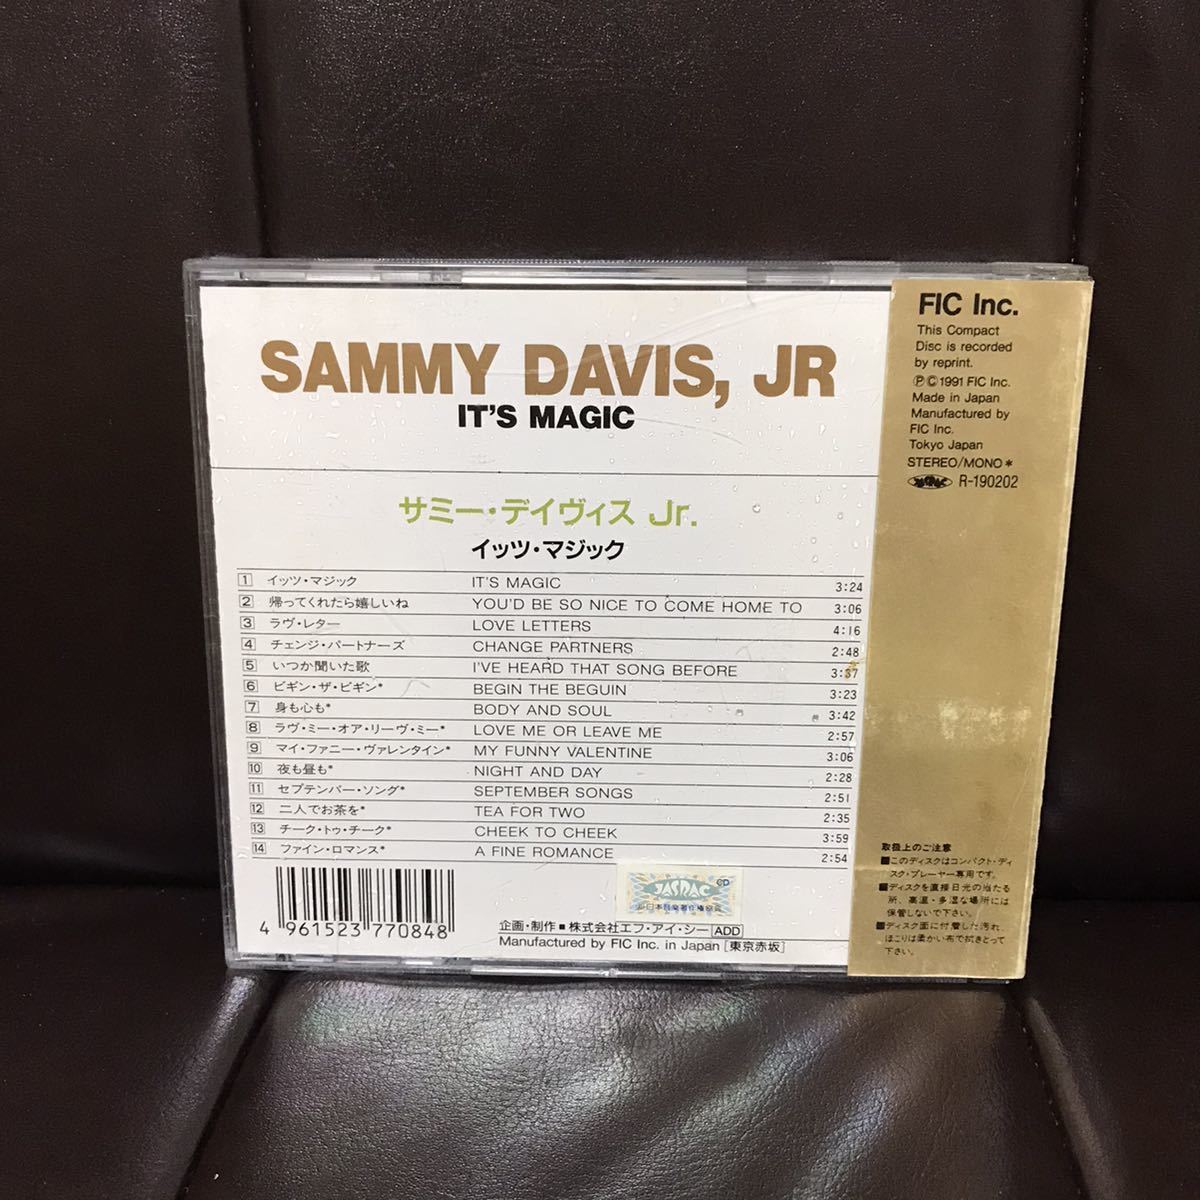 SAMMY DAVIS, JR
IT'S MAGIC
サミー・デイヴィス Jr.
イッツ・マジック
1 イッツ・マジック IT'S MAGIC 3:24
2 帰ってくれたら嬉しいね YOU'D BE SO NICE TO COME HOME TO 3:06
3 ラヴ・レター LOVE LETTERS 4:16
4 チェンジ・パートナーズ CHANGE PARTNERS 2:48
5 いつか聞いた歌 I'VE HEARD THAT SONG BEFORE 3:37
6 ビギン・ザ・ビギン* BEGIN THE BEGUIN 3:23
7 身も心も* BODY AND SOUL 3:42
8 ラヴ・ミー・オア・リーヴ・ミー* LOVE ME OR LEAVE ME 2:57
9 マイ・ファニー・ヴァレンタイン* MY FUNNY VALENTINE 3:06
10 夜も昼も* NIGHT AND DAY 2:28
11 セプテンバー・ソング* SEPTEMBER SONGS 2:51
12 二人でお茶を* TEA FOR TWO 2:35
13 チーク・トゥ・チーク* CHEEK TO CHEEK 3:59
14 ファイン・ロマンス* A FINE ROMANCE 2:54
4 961523 770848
JASRAC CD
日本音楽著作権協会
企画・制作■株式会社エフ・アイ・シー ADD
Manufactured by FIC Inc. in Japan [東京赤坂]
FIC Inc.
This Compact
Disc is recorded
by reprint.
ⓅⒸ1991 FIC Inc.
Made in Japan
Manufactured by
FIC Inc.
Tokyo Japan
STEREO/MONO*
JASRAC R-190202
取扱上のご注意
■このディスクはコンパクト・ディ
スク・プレーヤー専用です。
■ディスクを直接日光の当たる
所、高温・多湿な場所には
保管しないで下さい。
■ディスク面に付着した汚れ、
ほこりは柔かい布で拭きとって
下さい。